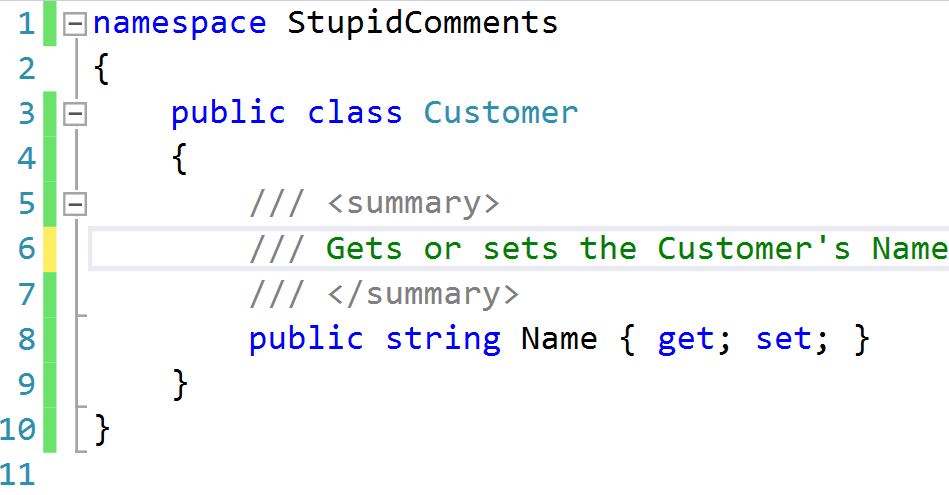 1 namespace StupidComments
2 {
3 public class Customer
4 {
5 /// <summary>
6 /// Gets or sets the Customer's Name
7 /// </summary>
8 public string Name { get; set; }
9 }
10 }
11